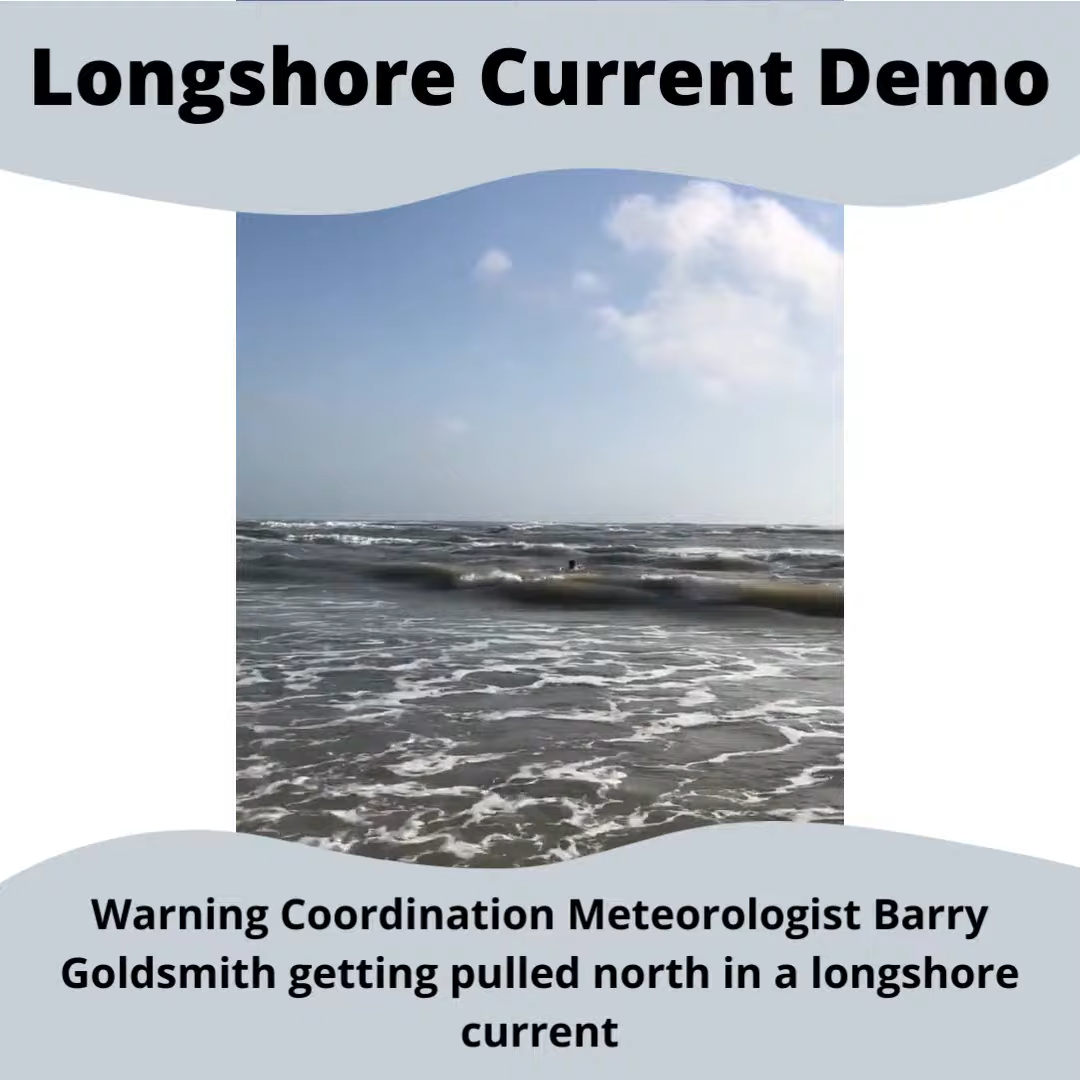 Longshore Current Demo
Warning Coordination Meteorologist Barry
Goldsmith getting pulled north in a longshore
current